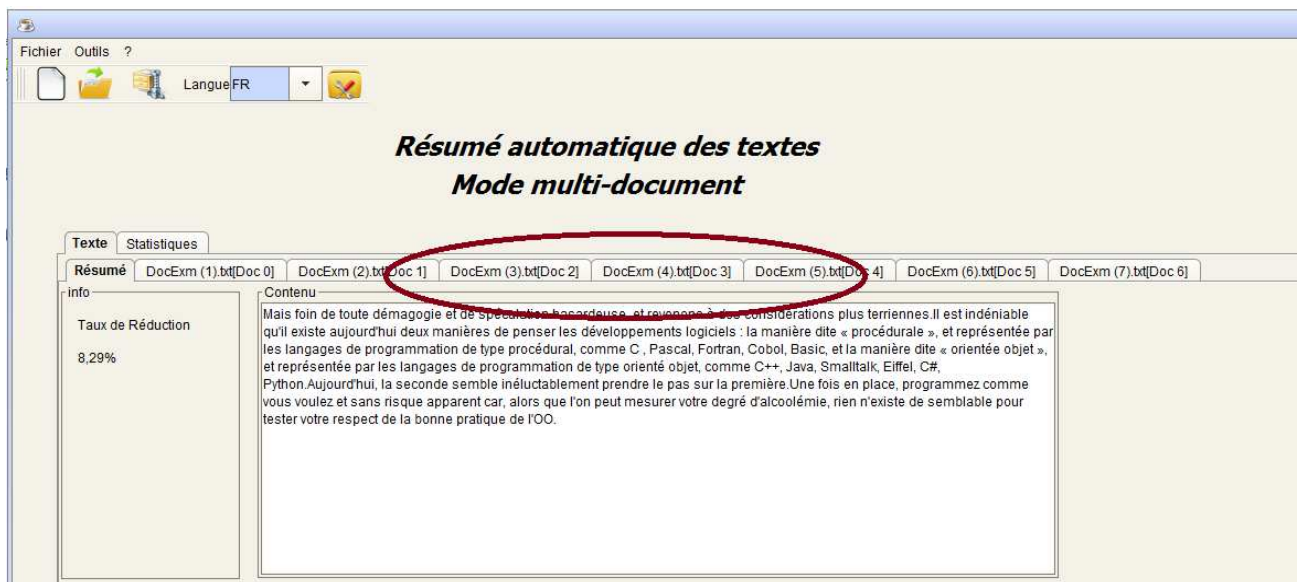 Fichier Outils ?
Langue FR
Résumé automatique des textes
Mode multi-document
Texte Statistiques
Résumé DocExm (1).txt[Doc 0] DocExm (2).txt[Doc 1] DocExm (3).txt[Doc 2] DocExm (4).txt[Doc 3] DocExm (5).txt[Doc 4] DocExm (6).txt[Doc 5] DocExm (7).txt[Doc 6]
info
Taux de Réduction
8,29%
Contenu
Mais foin de toute démagogie et de spéculation hasardeuse, et revenons à des considérations plus terriennes.Il est indéniable
qu'il existe aujourd'hui deux manières de penser les développements logiciels : la manière dite « procédurale », et représentée par
les langages de programmation de type procédural, comme C , Pascal, Fortran, Cobol, Basic, et la manière dite « orientée objet »,
et représentée par les langages de programmation de type orienté objet, comme C++, Java, Smalltalk, Eiffel, C#,
Python.Aujourd'hui, la seconde semble inéluctablement prendre le pas sur la première.Une fois en place, programmez comme
vous voulez et sans risque apparent car, alors que l'on peut mesurer votre degré d'alcoolémie, rien n'existe de semblable pour
tester votre respect de la bonne pratique de l'OO.